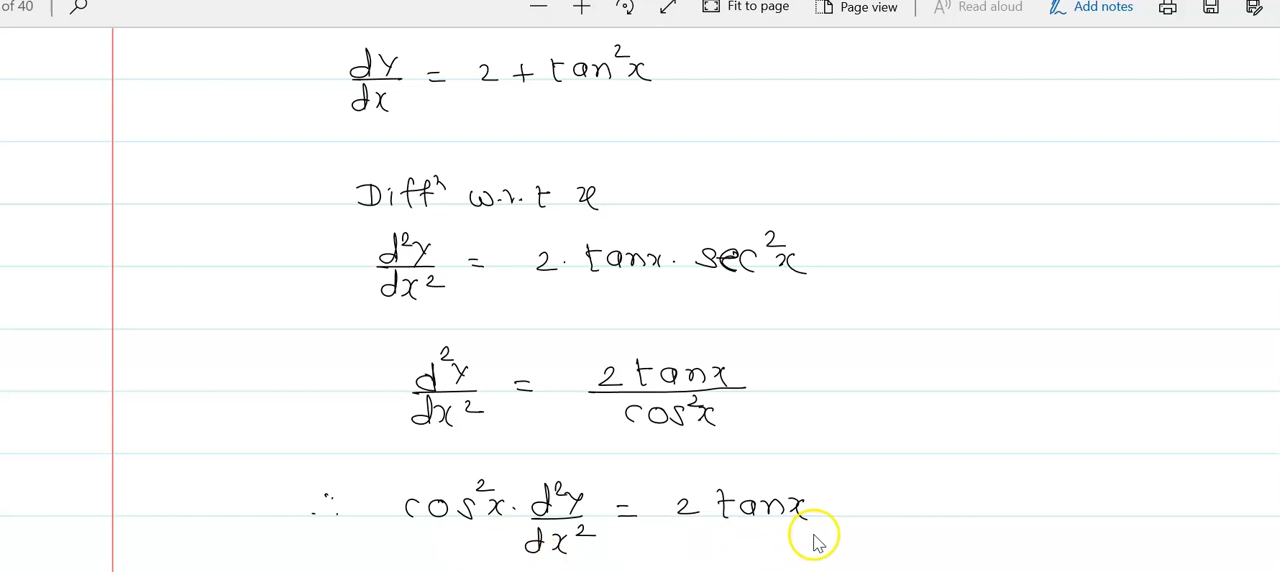 of 40 Fit to page Page view Read aloud Add notes
dy/dx = 2 + tan²x
Diffⁿ w.r.t x
d²y/dx² = 2. tanx. sec²x
d²y/dx² = 2 tanx/cos²x
∴ cos²x. d²y/dx² = 2 tanx